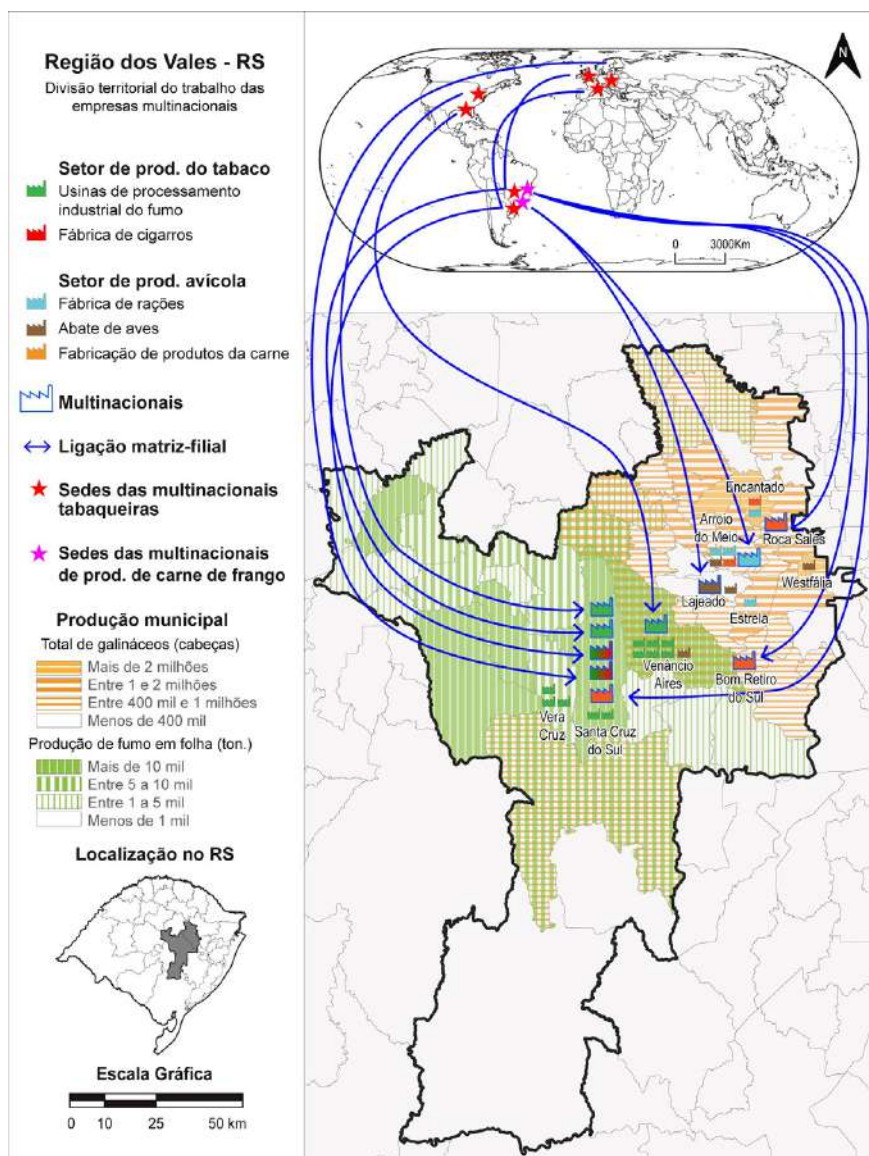 Região dos Vales - RS
Divisão territorial do trabalho das
empresas multinacionais
Setor de prod. do tabaco
Usinas de processamento
industrial do fumo
Fábrica de cigarros
Setor de prod. avícola
Fábrica de rações
Abate de aves
Fabricação de produtos da carne
Multinacionais
Ligação matriz-filial
Sedes das multinacionais
tabaqueiras
Sedes das multinacionais
de prod. de carne de frango
Produção municipal
Total de galináceos (cabeças)
Mais de 2 milhões
Entre 1 e 2 milhões
Entre 400 mil e 1 milhões
Menos de 400 mil
Produção de fumo em folha (ton.)
Mais de 10 mil
Entre 5 a 10 mil
Entre 1 a 5 mil
Menos de 1 mil
Localização no RS
Escala Gráfica
0 10 25 50 km
N
0 3000Km
Encantado
Arroio
do Meio
Roca Sales
Westfália
Lajeado
Estrela
Venâncio
Aires
Bom Retiro
do Sul
Vera
Cruz
Santa Cruz
do Sul